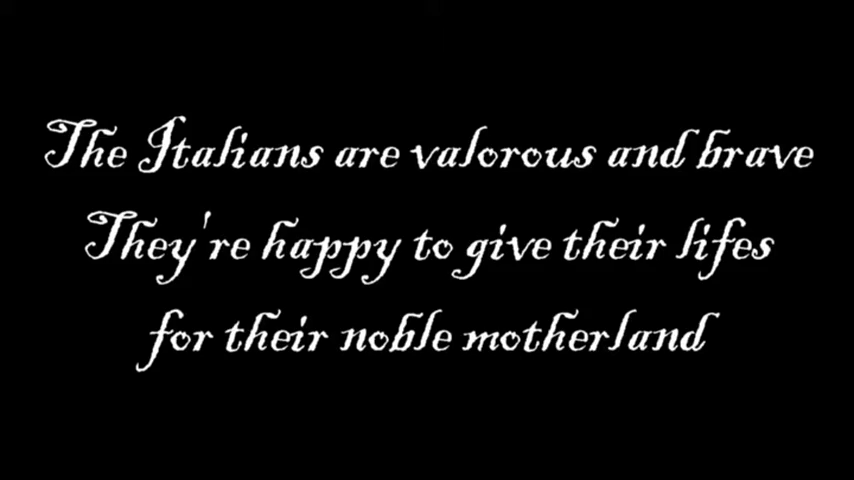 The Italians are valorous and brave
They're happy to give their lifes
for their noble motherland